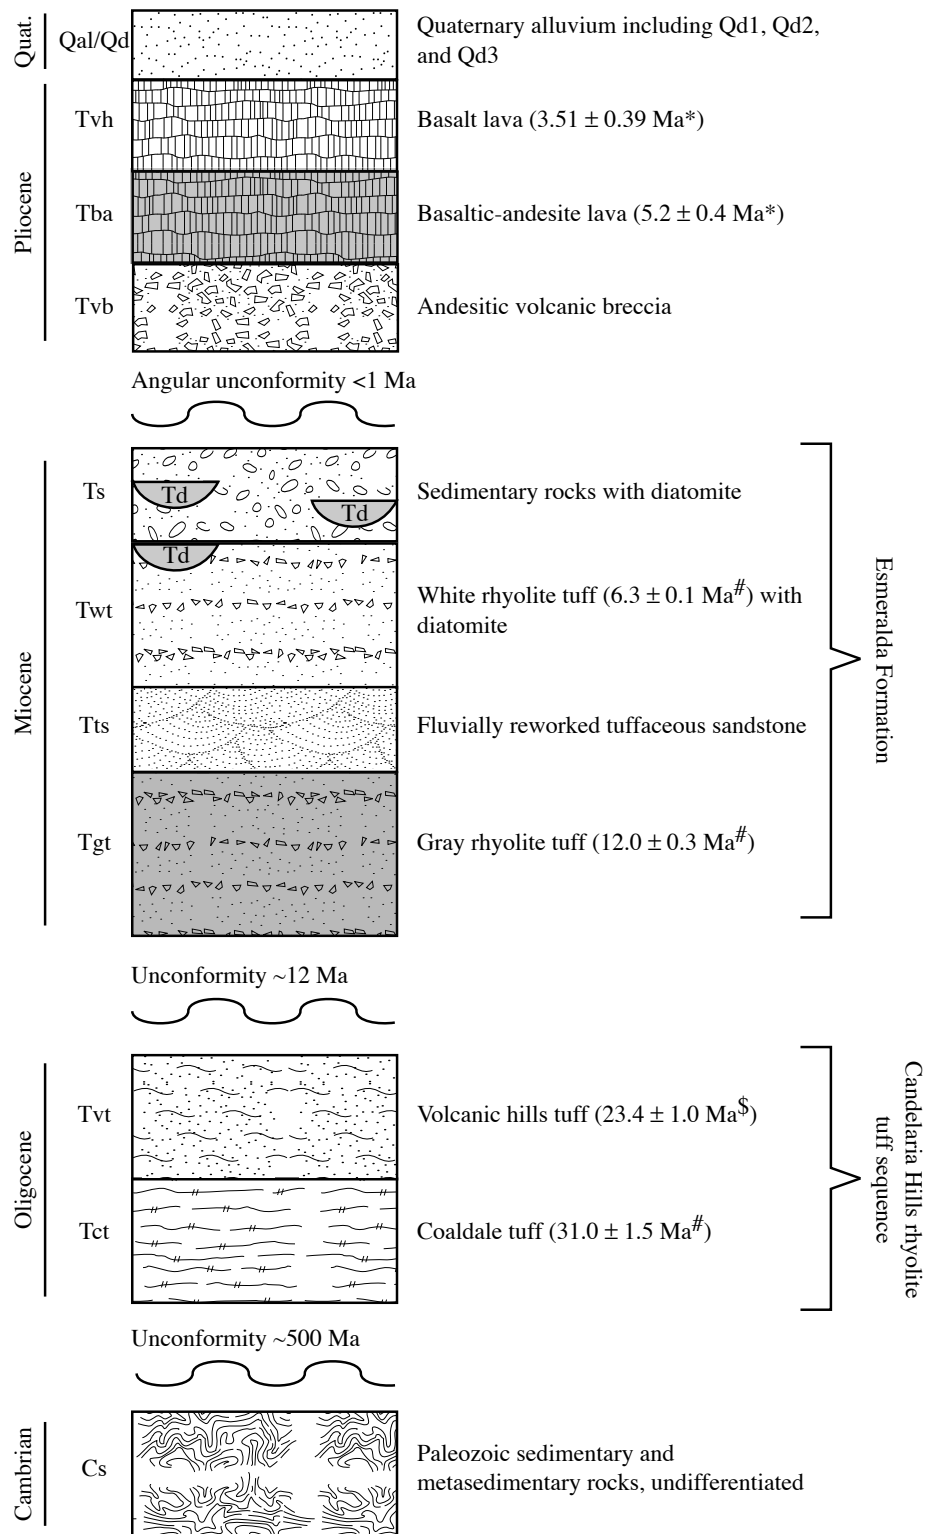 Quat.
Qal/Qd
Quaternary alluvium including Qd1, Qd2,
and Qd3
Pliocene
Tvh
Basalt lava (3.51 ± 0.39 Ma*)
Tba
Basaltic-andesite lava (5.2 ± 0.4 Ma*)
Tvb
Andesitic volcanic breccia
Angular unconformity <1 Ma
Miocene
Ts
Td
Td
Sedimentary rocks with diatomite
Td
Twt
White rhyolite tuff (6.3 ± 0.1 Ma#) with
diatomite
Tts
Fluvially reworked tuffaceous sandstone
Tgt
Gray rhyolite tuff (12.0 ± 0.3 Ma#)
Esmeralda Formation
Unconformity ~12 Ma
Oligocene
Tvt
Volcanic hills tuff (23.4 ± 1.0 Ma$)
Tct
Coaldale tuff (31.0 ± 1.5 Ma#)
Candelaria Hills rhyolite
tuff sequence
Unconformity ~500 Ma
Cambrian
Cs
Paleozoic sedimentary and
metasedimentary rocks, undifferentiated